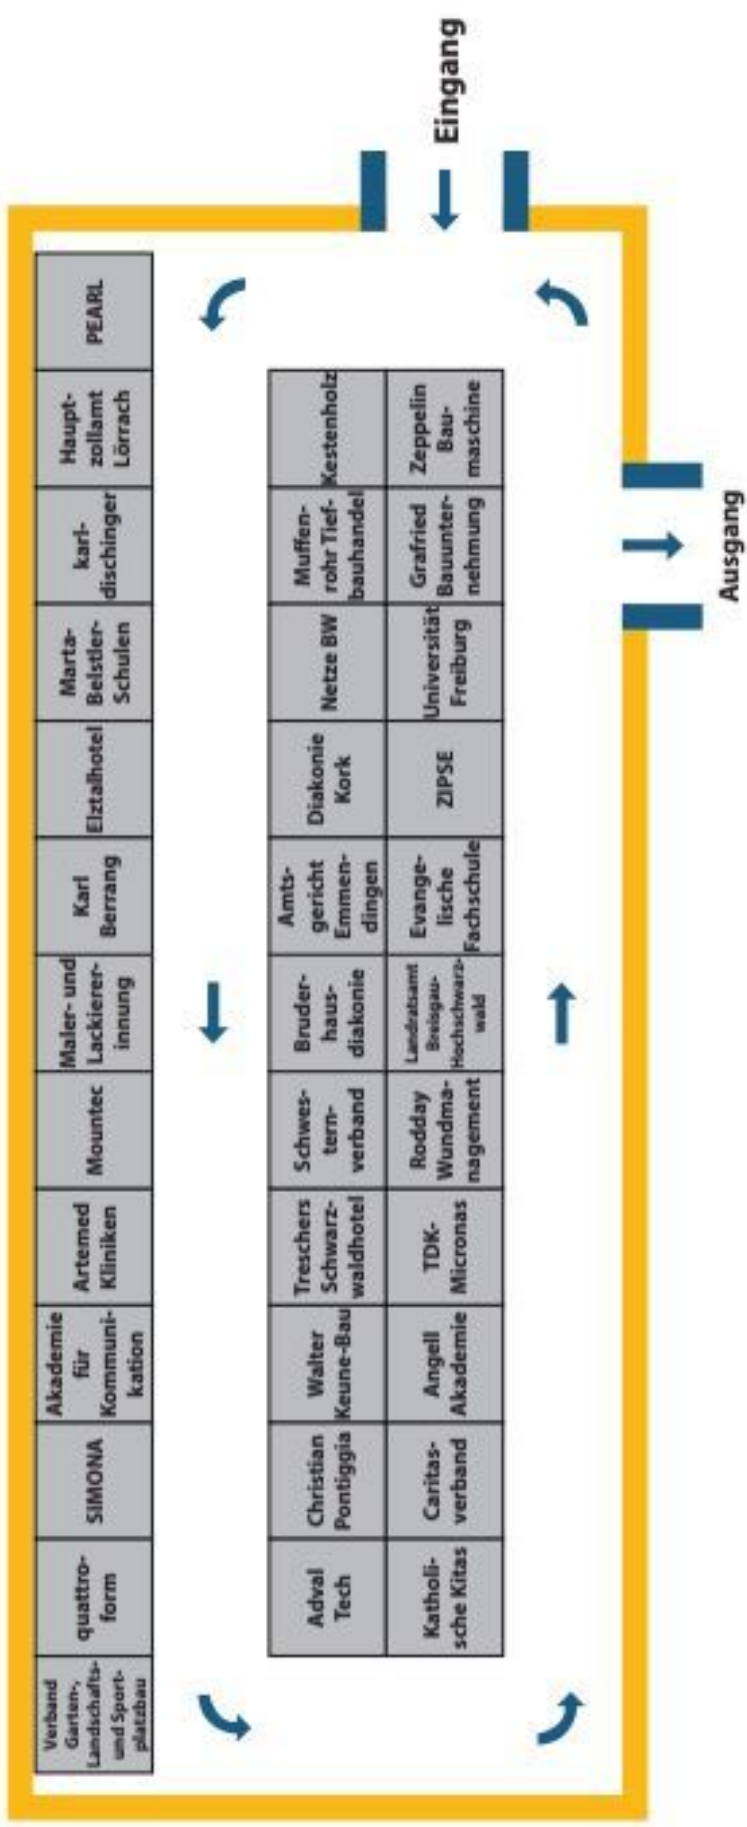 Verband
Garten-,
Landschafts-
und Sport-
platzbau
quattro-
form
SIMONA
Akademie
für
Kommuni-
kation
Artemed
Kliniken
Mountec
Maler- und
Lackierer-
innung
Karl
Berrang
Elztalhotel
Marta-
Belstler-
Schulen
karl-
dischinger
Haupt-
zollamt
Lörrach
PEARL
Adval
Tech
Christian
Pontiggia
Walter
Keune-Bau
Treschers
Schwarz-
waldhotel
Schwes-
tern-
verband
Bruder-
haus-
diakonie
Amts-
gericht
Emmen-
dingen
Diakonie
Kork
Netze BW
Muffen-
rohr Tief-
bauhandel
Kestenholz
Katholi-
sche Kitas
Caritas-
verband
Angell
Akademie
TDK-
Micronas
Rodday
Wundma-
nagement
Landratsamt
Breisgau-
Hochschwarz-
wald
Evange-
lische
Fachschule
ZIPSE
Universität
Freiburg
Grafried
Bauunter-
nehmung
Zeppelin
Bau-
maschine
Eingang
Ausgang